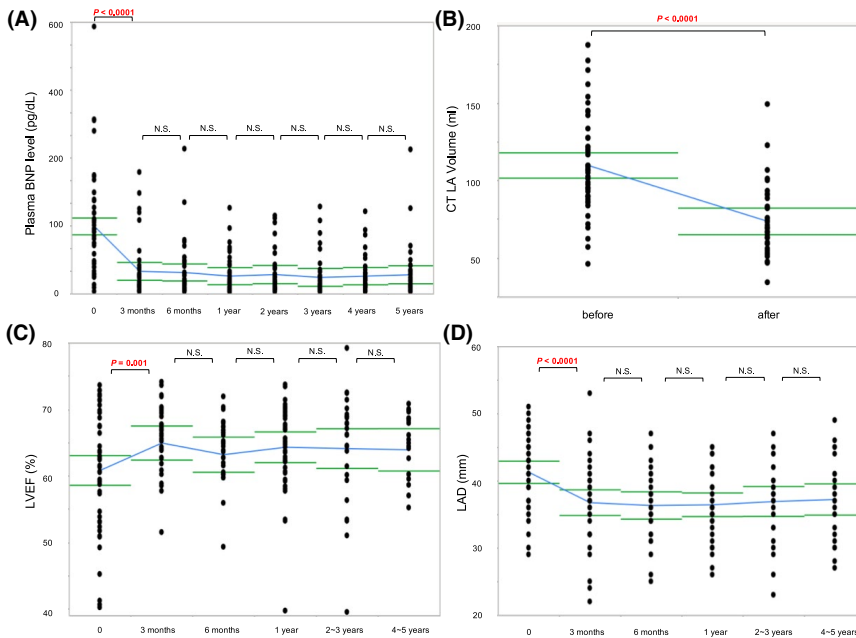 (A)
P < 0.0001
600
400
200
100
0
Plasma BNP level (pg/dL)
N.S. N.S. N.S. N.S. N.S. N.S.
0 3 months 6 months 1 year 2 years 3 years 4 years 5 years
(B)
P < 0.0001
200
150
100
50
CT LA Volume (ml)
before after
(C)
P = 0.001
N.S. N.S. N.S. N.S.
80
70
60
50
40
LVEF (%)
0 3 months 6 months 1 year 2~3 years 4~5 years
(D)
P < 0.0001
N.S. N.S. N.S. N.S.
60
50
40
30
20
LAD (mm)
0 3 months 6 months 1 year 2~3 years 4~5 years